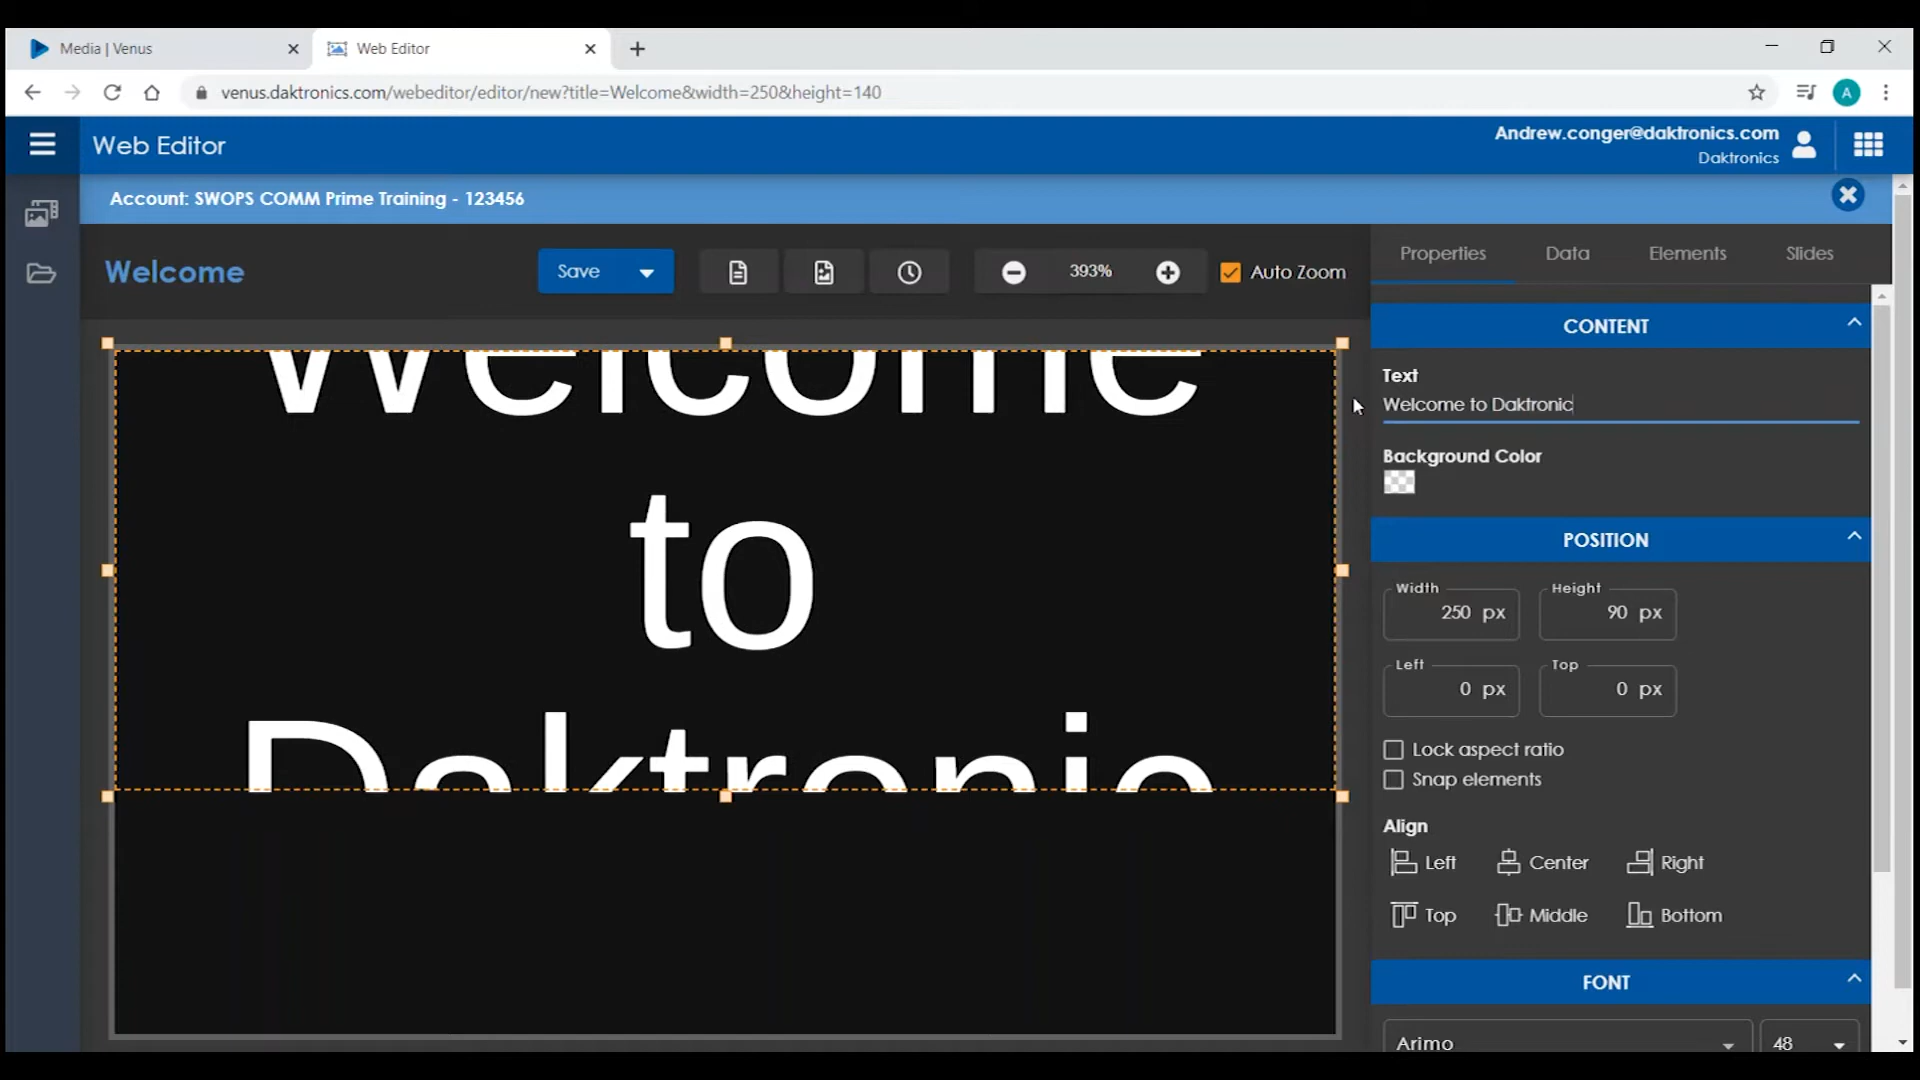 Media | Venus
Web Editor
venus.daktronics.com/webeditor/editor/new?title=Welcome&width=250&height=140
A
Web Editor
Andrew.conger@daktronics.com
Daktronics
Account: SWOPS COMM Prime Training - 123456
Welcome
Save
393%
Auto Zoom
Properties
Data
Elements
Slides
Welcome
to
Daktronic
CONTENT
Text
Welcome to Daktronic
Background Color
POSITION
Width
250 px
Height
90 px
Left
0 px
Top
0 px
Lock aspect ratio
Snap elements
Align
Left
Center
Right
Top
Middle
Bottom
FONT
Arimo
48